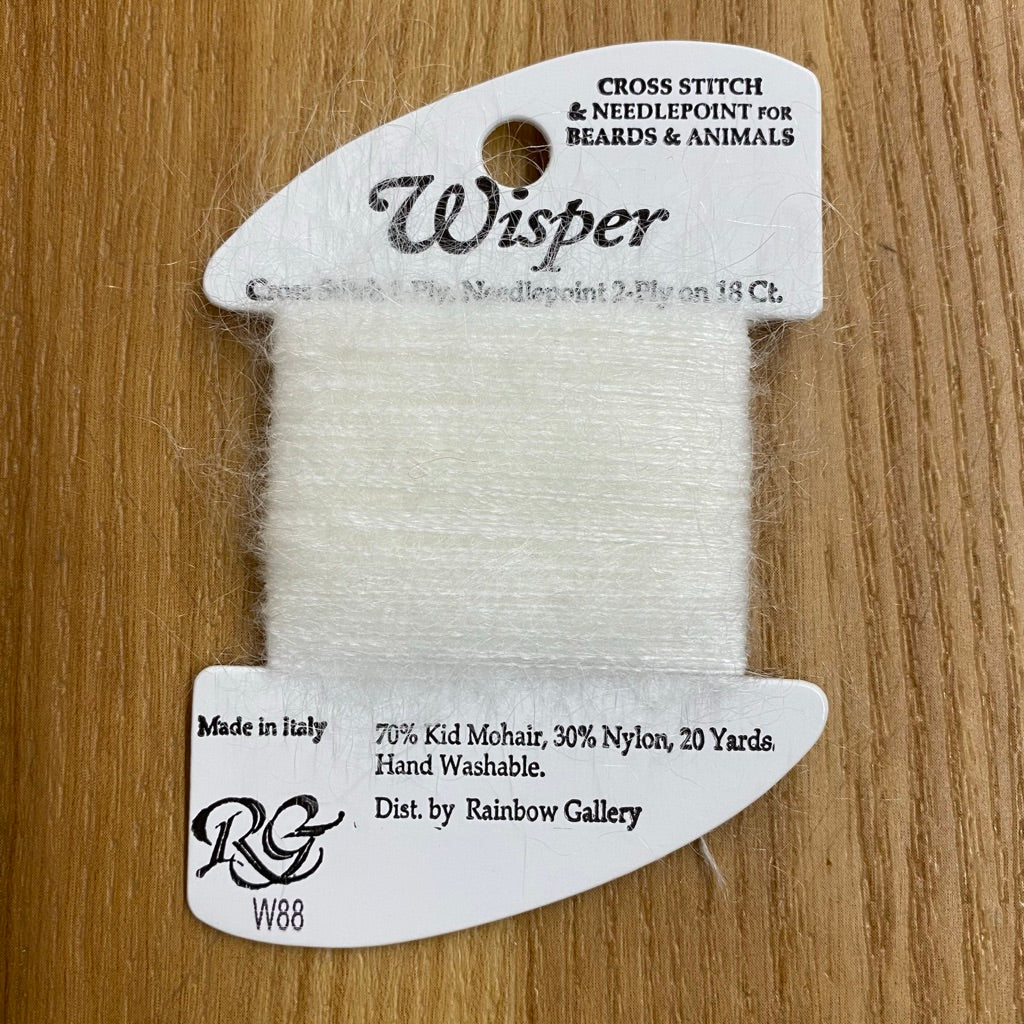 CROSS STITCH
& NEEDLEPOINT FOR
BEARDS & ANIMALS
Wisper
Cross Stitch 1-Ply, Needlepoint 2-Ply on 18 Ct.
Made in Italy
70% Kid Mohair, 30% Nylon, 20 Yards.
Hand Washable.
Dist. by Rainbow Gallery
RG
W88